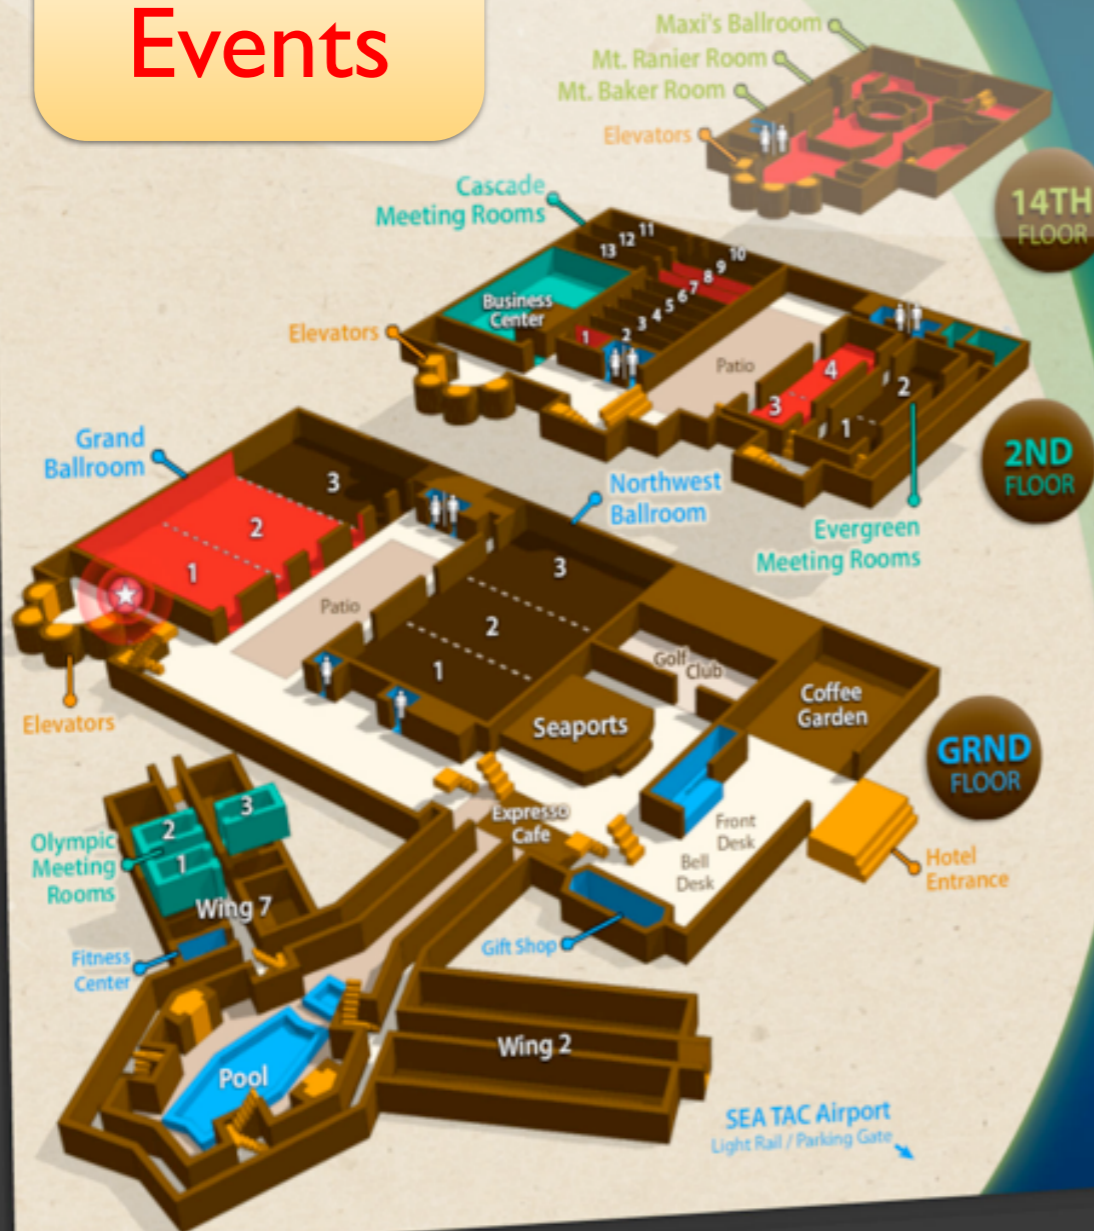 Events
Maxi's Ballroom
Mt. Ranier Room
Mt. Baker Room
Elevators
14TH
FLOOR
Cascade
Meeting Rooms
11
12
13
10
9
8
7
6
5
4
3
2
1
Business
Center
Elevators
Patio
4
3
2
1
2ND
FLOOR
Evergreen
Meeting Rooms
Grand
Ballroom
3
2
1
Northwest
Ballroom
3
2
1
Patio
Elevators
Golf
Club
Coffee
Garden
Seaports
GRND
FLOOR
Expresso
Cafe
Front
Desk
Bell
Desk
Hotel
Entrance
Gift Shop
Olympic
Meeting
Rooms
3
2
1
Wing 7
Fitness
Center
Pool
Wing 2
SEA TAC Airport
Light Rail / Parking Gate